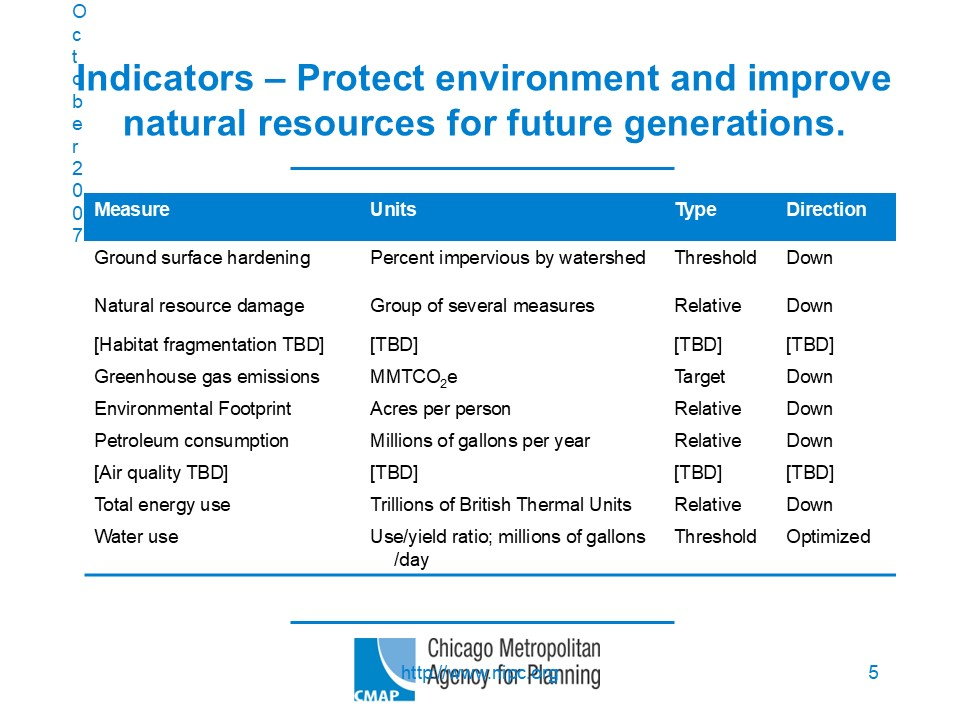 October2007
Indicators – Protect environment and improve
natural resources for future generations.
Measure Units Type Direction
Ground surface hardening Percent impervious by watershed Threshold Down
Natural resource damage Group of several measures Relative Down
[Habitat fragmentation TBD] [TBD] [TBD] [TBD]
Greenhouse gas emissions MMTCO₂e Target Down
Environmental Footprint Acres per person Relative Down
Petroleum consumption Millions of gallons per year Relative Down
[Air quality TBD] [TBD] [TBD] [TBD]
Total energy use Trillions of British Thermal Units Relative Down
Water use Use/yield ratio; millions of gallons Threshold Optimized
/day
Chicago Metropolitan
Agency for Planning
CMAP
http://www.nipc.org
5